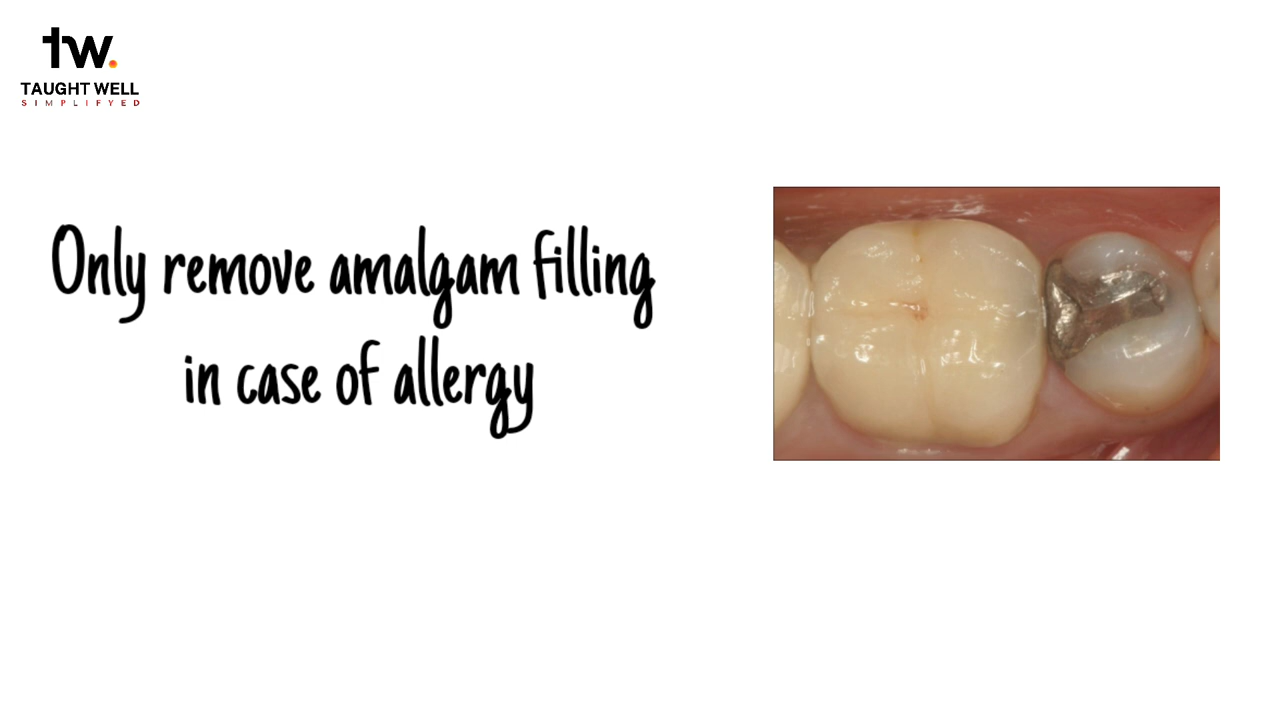 tw.
TAUGHT WELL
SIMPLIFYED
Only remove amalgam filling
in case of allergy